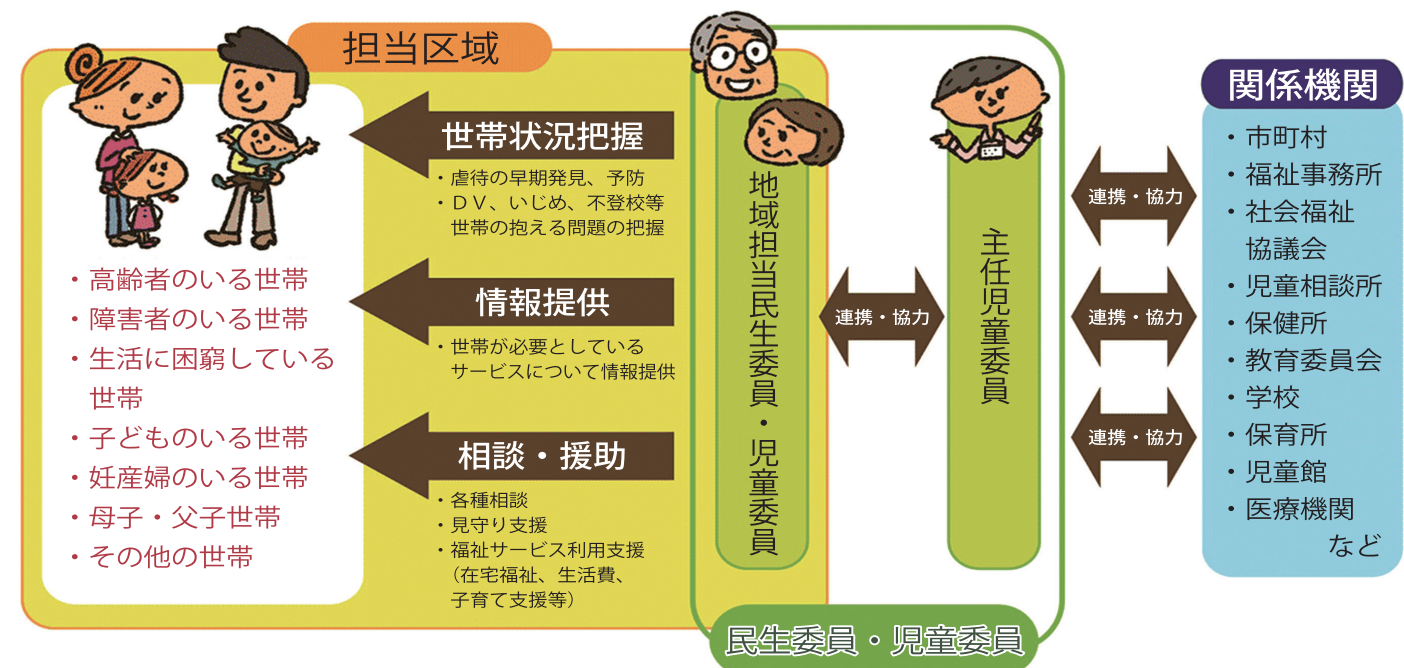 担当区域
・高齢者のいる世帯
・障害者のいる世帯
・生活に困窮している
世帯
・子どものいる世帯
・妊産婦のいる世帯
・母子・父子世帯
・その他の世帯
世帯状況把握
・虐待の早期発見、予防
・ＤＶ、いじめ、不登校等
世帯の抱える問題の把握
情報提供
・世帯が必要としている
サービスについて情報提供
相談・援助
・各種相談
・見守り支援
・福祉サービス利用支援
（在宅福祉、生活費、
子育て支援等）
地域担当民生委員・児童委員
連携・協力
主任児童委員
民生委員・児童委員
連携・協力
連携・協力
連携・協力
関係機関
・市町村
・福祉事務所
・社会福祉
協議会
・児童相談所
・保健所
・教育委員会
・学校
・保育所
・児童館
・医療機関
など